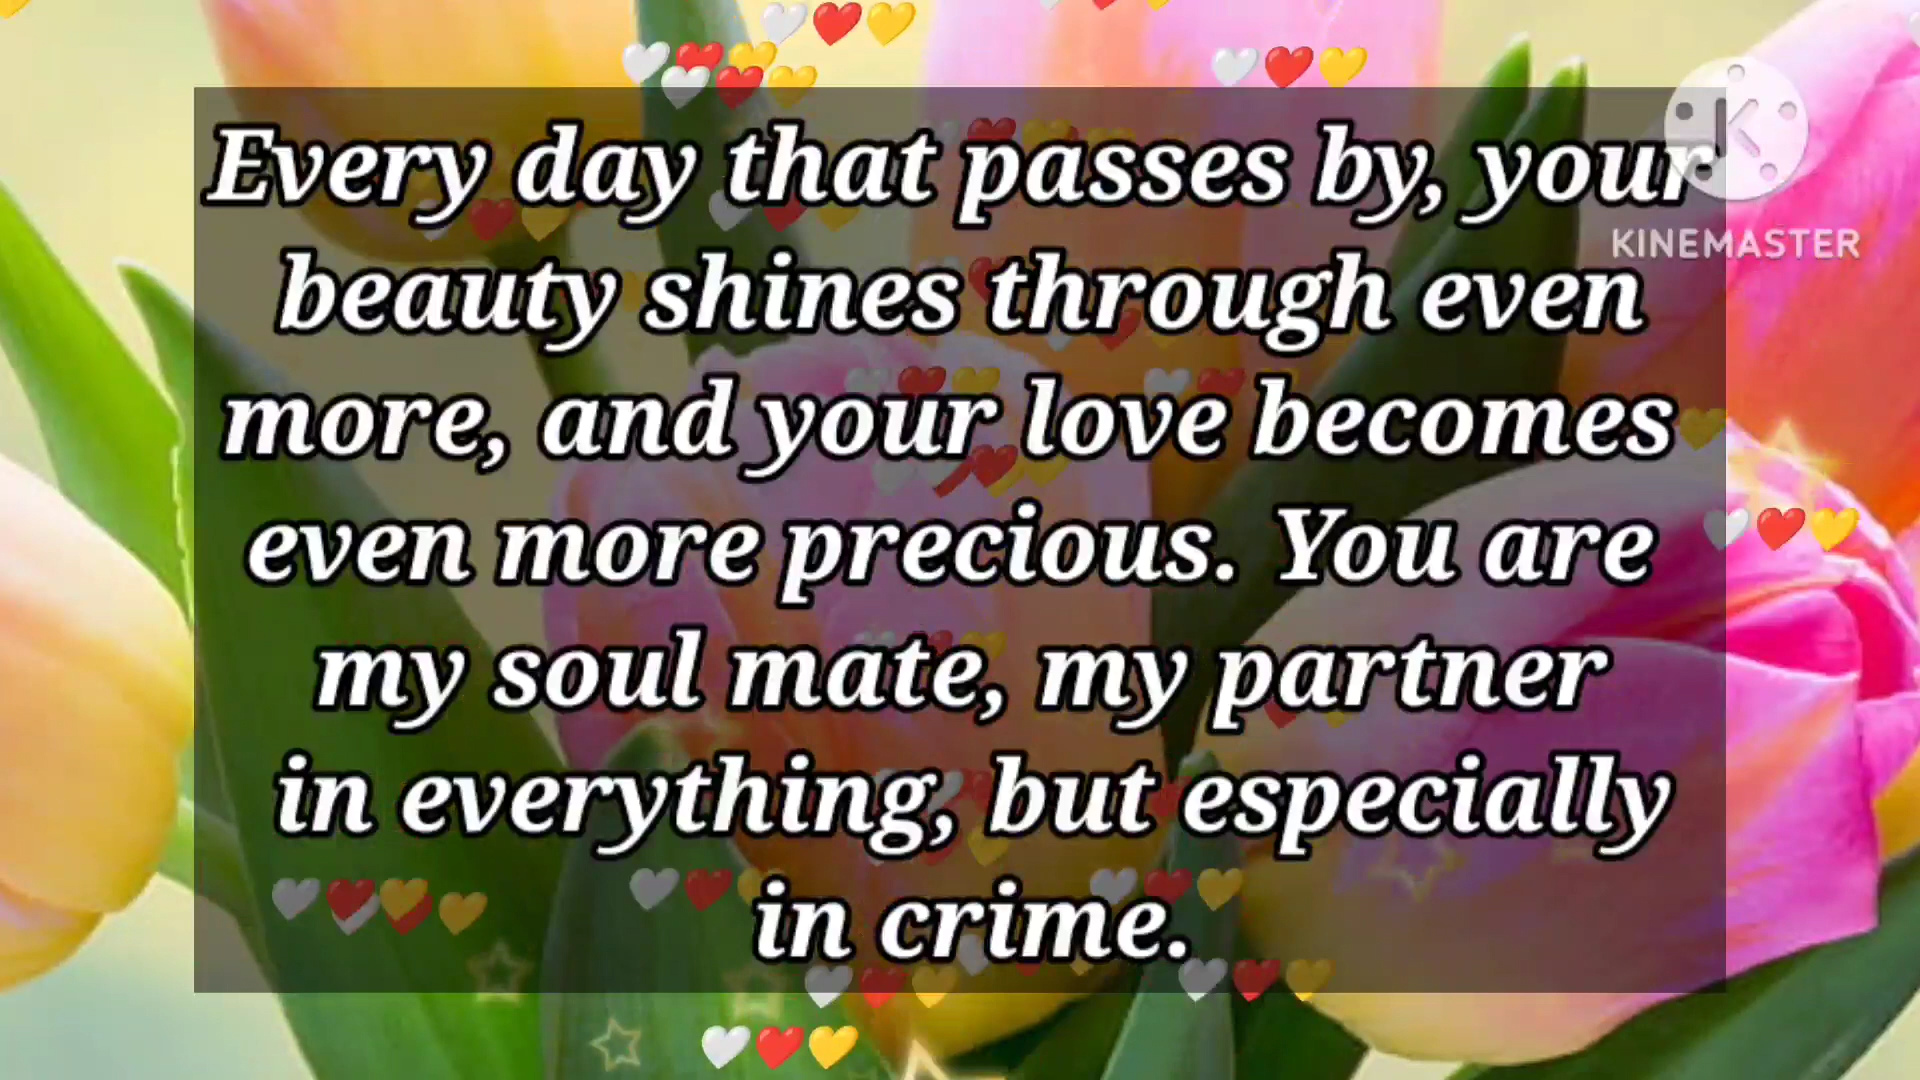 Every day that passes by, your
beauty shines through even
more, and your love becomes
even more precious. You are
my soul mate, my partner
in everything, but especially
in crime.
K
KINEMASTER